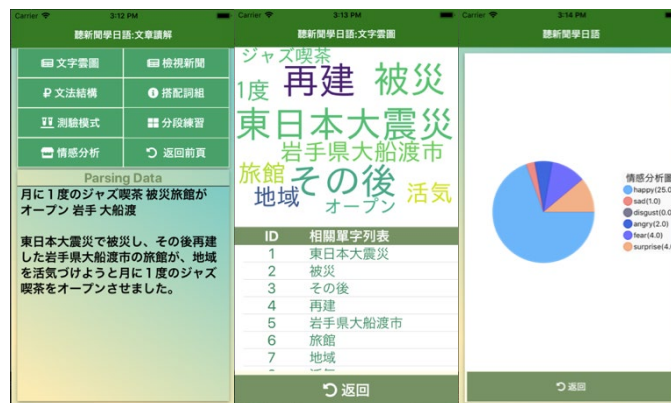 Carrier 3:12 PM
聽新聞學日語:文章讀解
文字雲圖 檢視新聞
文法結構 搭配詞組
測驗模式 分段練習
情感分析 返回前頁
Parsing Data
月に１度のジャズ喫茶 被災旅館が
オープン 岩手 大船渡
東日本大震災で被災し、その後再建
した岩手県大船渡市の旅館が、地域
を活気づけようと月に１度のジャズ
喫茶をオープンさせました。
Carrier 3:13 PM
聽新聞學日語:文字雲圖
ジャズ喫茶
1度 再建 被災
東日本大震災
岩手県大船渡市
旅館 その後
地域 オープン 活気
ID 相關單字列表
1 東日本大震災
2 被災
3 その後
4 再建
5 岩手県大船渡市
6 旅館
7 地域
返回
Carrier 3:14 PM
聽新聞學日語
情感分析圖
happy(25.0
sad(1.0)
disgust(0.0
angry(2.0)
fear(4.0)
surprise(4.
返回